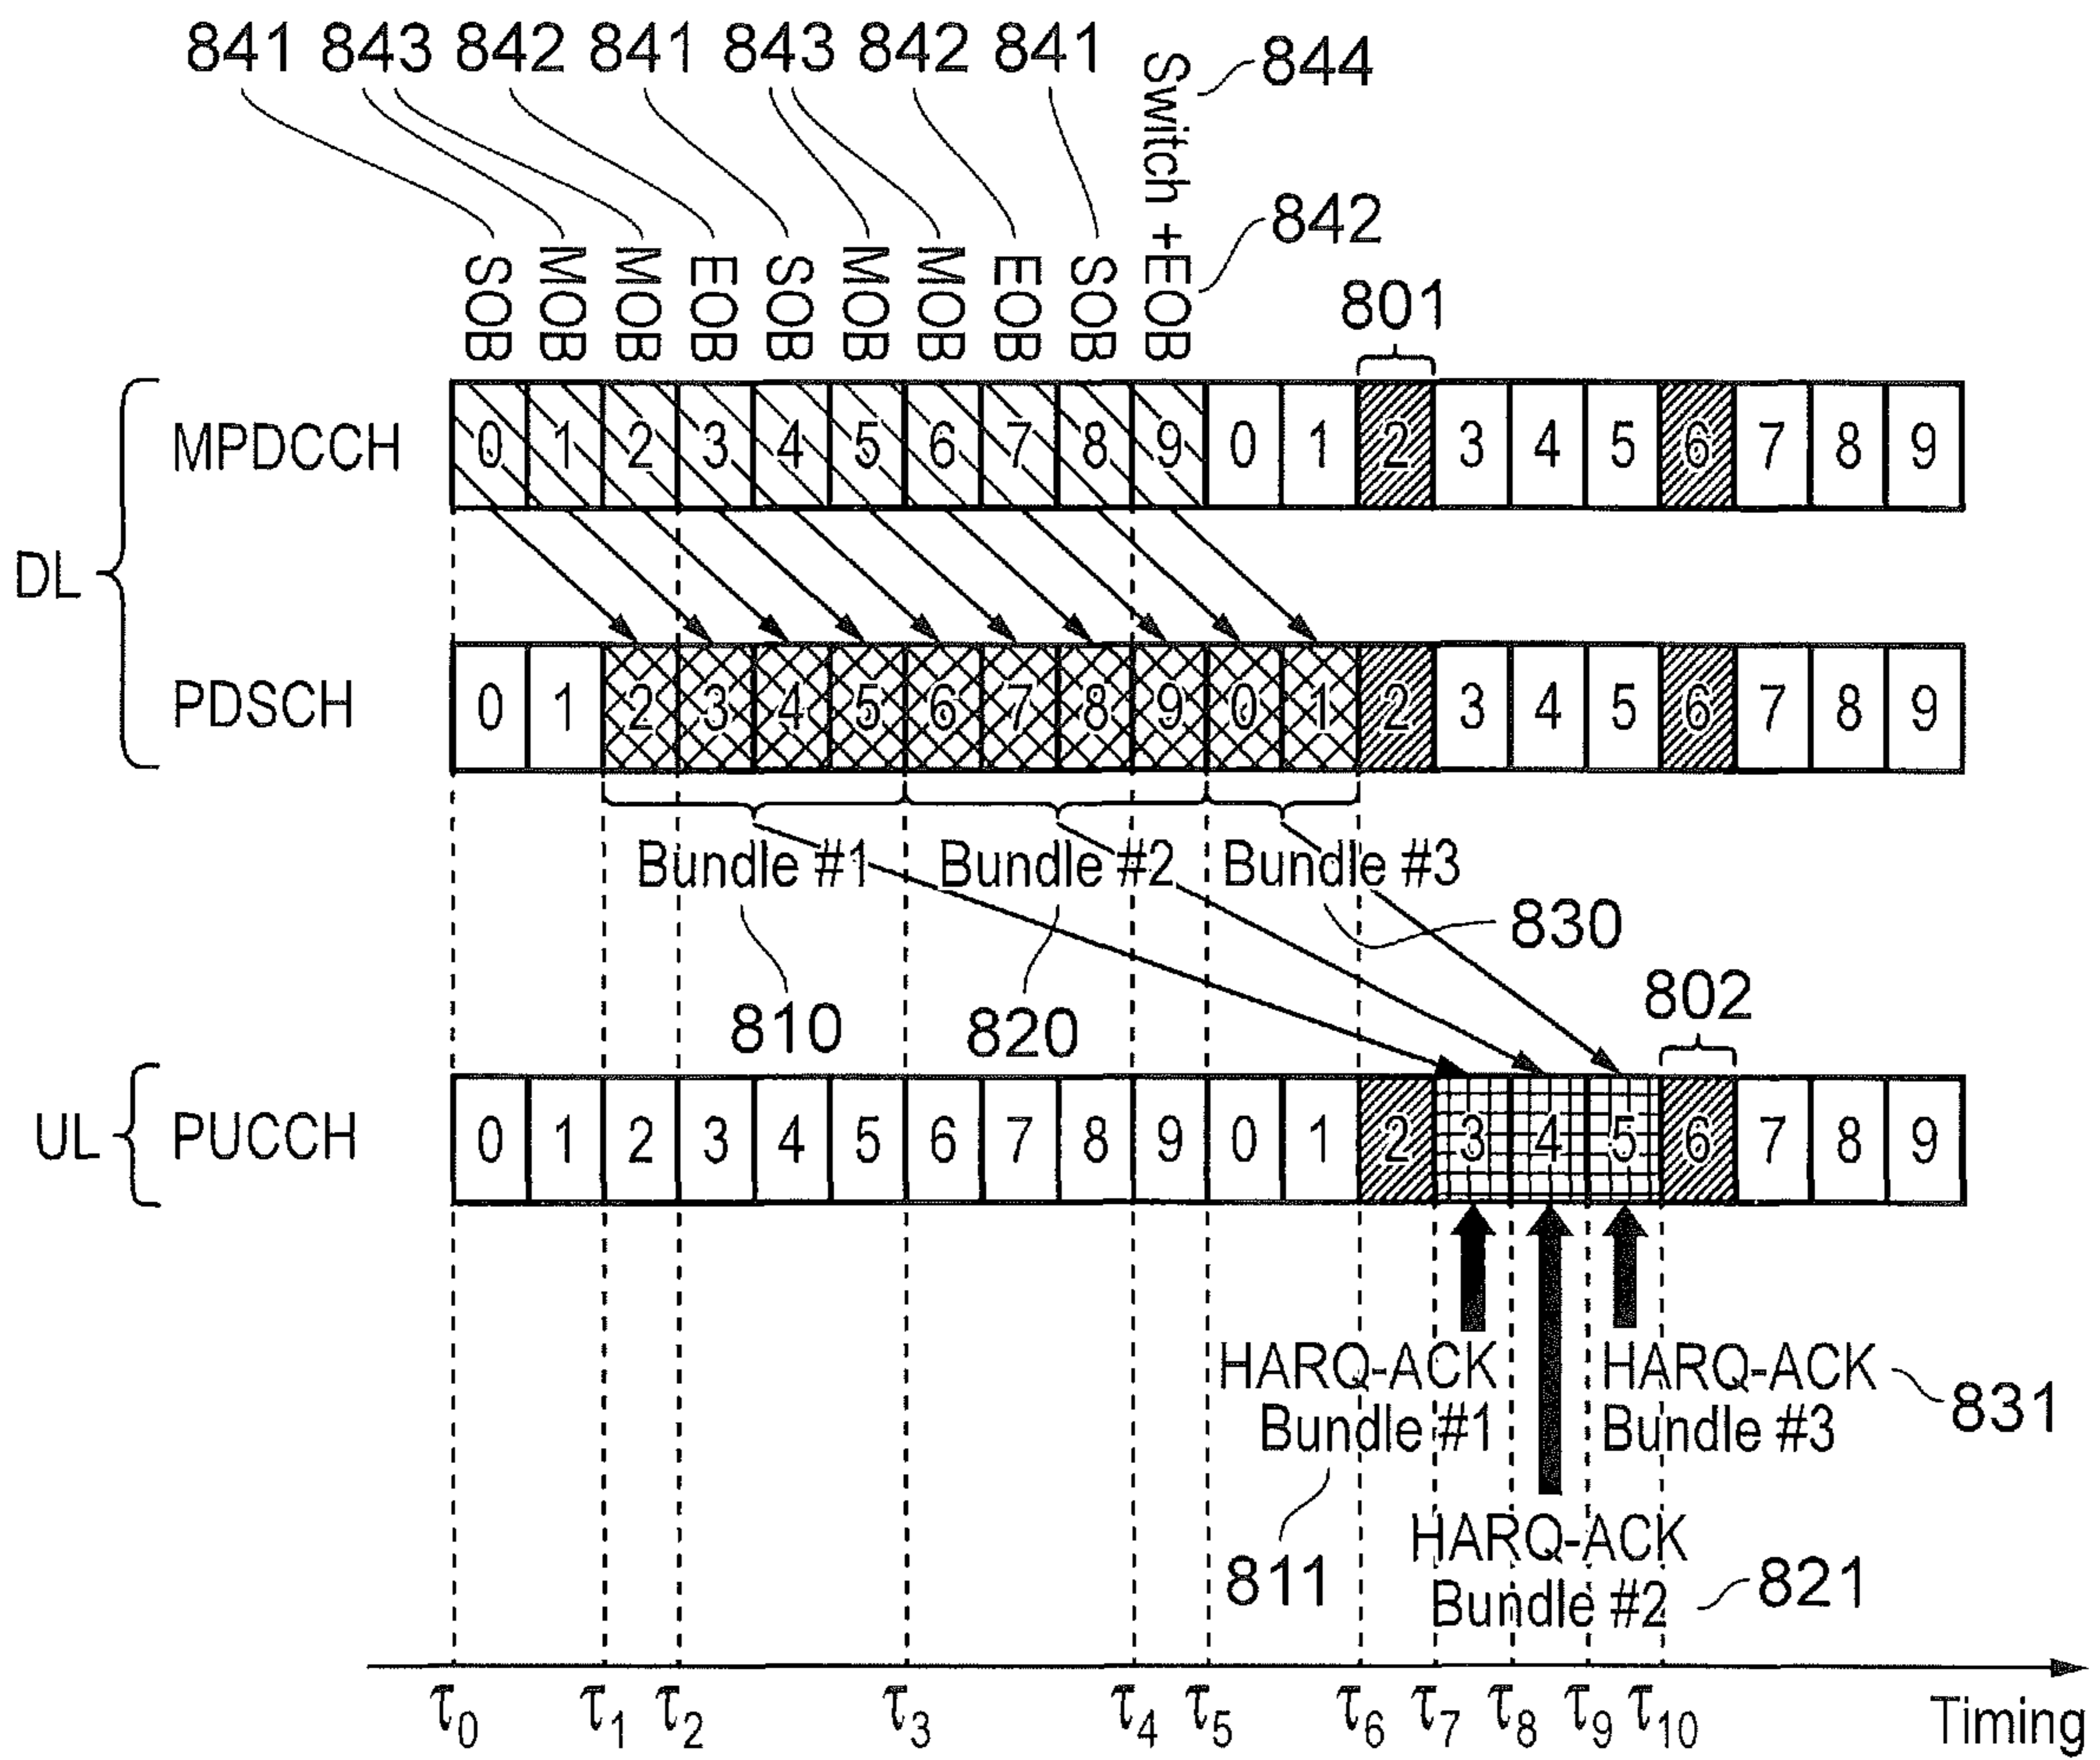 841 843 842 841 843 842 841
844
Switch +EOB
842
SOB MOB MOB EOB SOB MOB MOB EOB SOB
801
MPDCCH 0 1 2 3 4 5 6 7 8 9 0 1 2 3 4 5 6 7 8 9
DL
PDSCH 0 1 2 3 4 5 6 7 8 9 0 1 2 3 4 5 6 7 8 9
Bundle #1 Bundle #2 Bundle #3
830
810 820 802
UL PUCCH 0 1 2 3 4 5 6 7 8 9 0 1 2 3 4 5 6 7 8 9
HARQ-ACK
Bundle #1
811
HARQ-ACK
Bundle #3
831
HARQ-ACK
Bundle #2
821
τ0 τ1 τ2 τ3 τ4 τ5 τ6 τ7 τ8 τ9 τ10 Timing